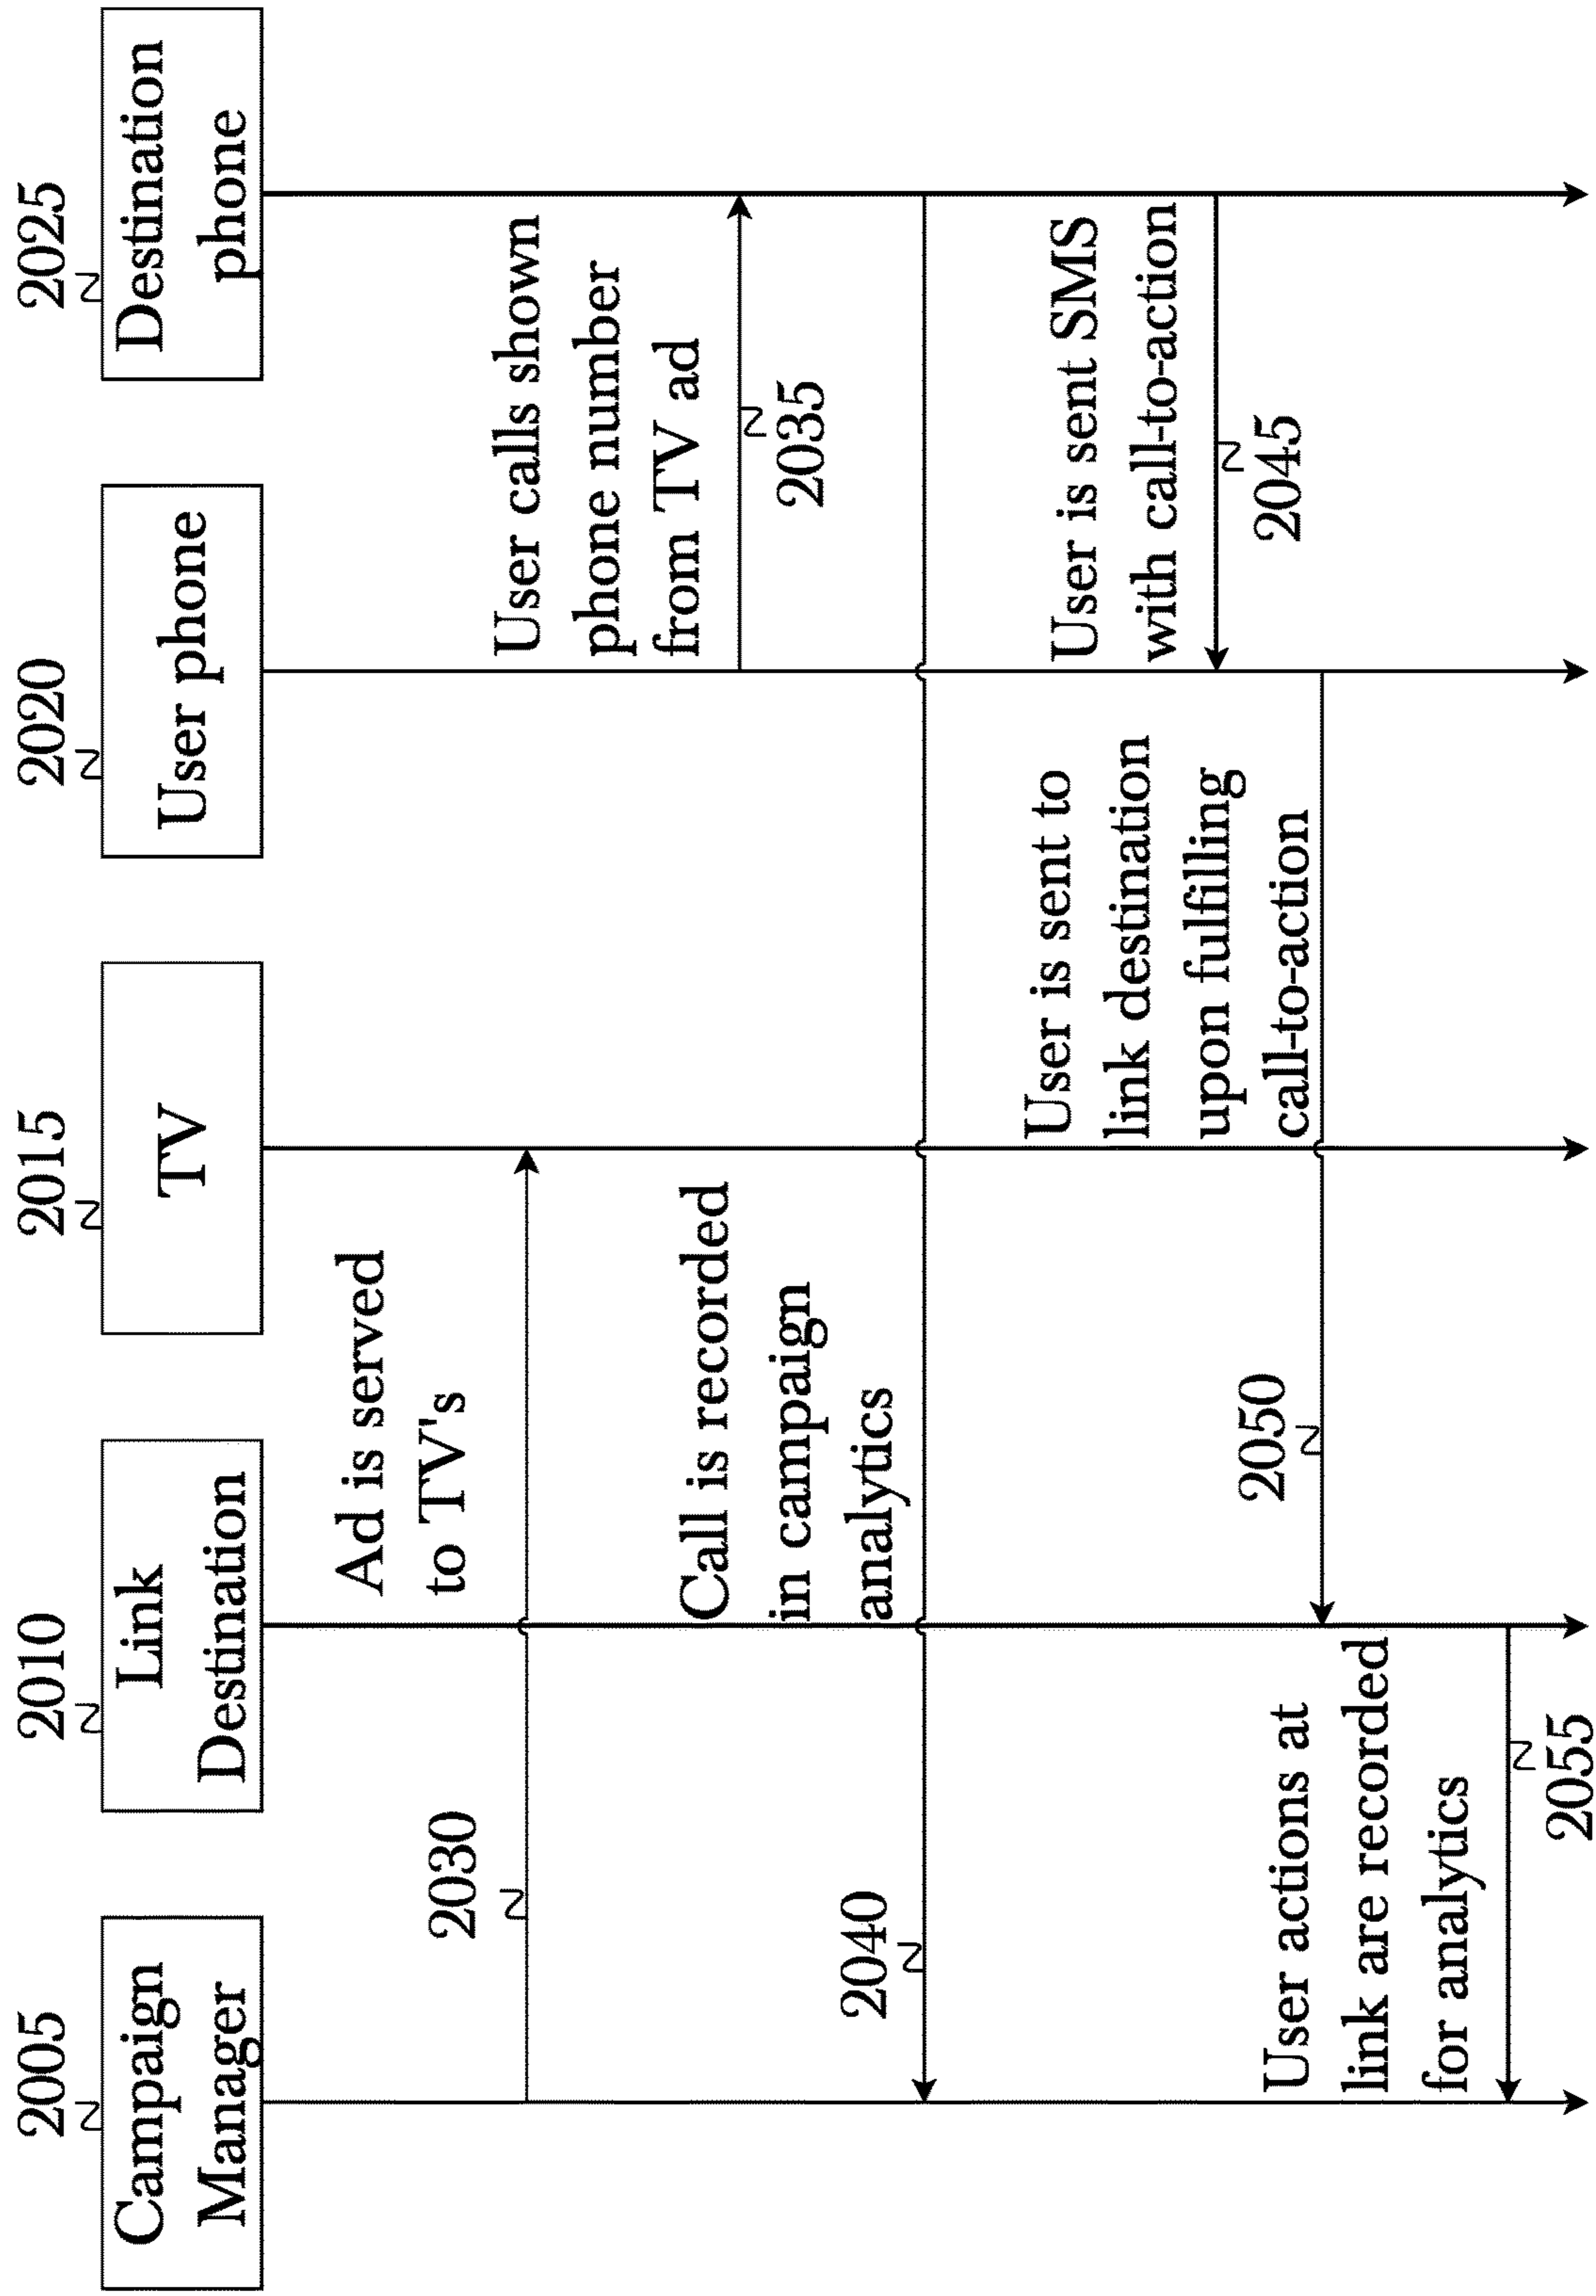 2005
Campaign
Manager
2010
Link
Destination
2015
TV
2020
User phone
2025
Destination
phone
Ad is served
to TV's
2030
User calls shown
phone number
from TV ad
2035
Call is recorded
in campaign
analytics
2040
User is sent SMS
with call-to-action
2045
User is sent to
link destination
upon fulfilling
call-to-action
2050
User actions at
link are recorded
for analytics
2055